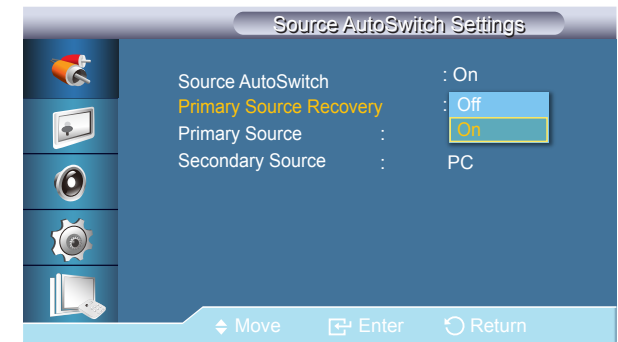 Source AutoSwitch Settings
Source AutoSwitch : On
Primary Source Recovery : Off
On
Primary Source :
Secondary Source : PC
Move Enter Return